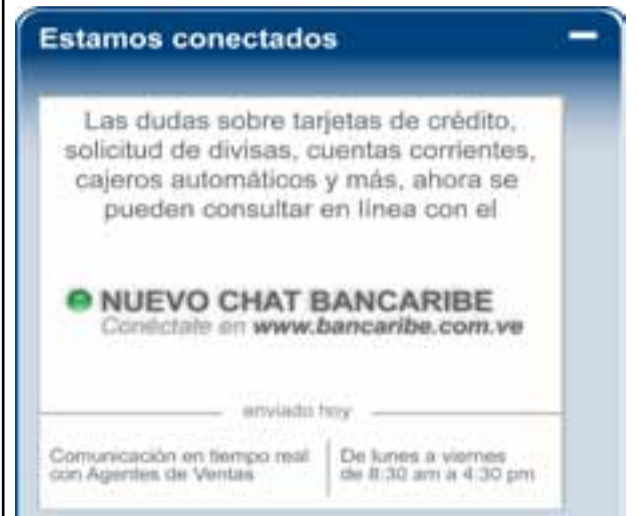 Estamos conectados
Las dudas sobre tarjetas de crédito,
solicitud de divisas, cuentas corrientes,
cajeros automáticos y más, ahora se
pueden consultar en línea con el
NUEVO CHAT BANCARIBE
Conéctate en www.bancaribe.com.ve
enviado hoy
Comunicación en tiempo real
con Agentes de Ventas
De lunes a viernes
de 8:30 am a 4:30 pm